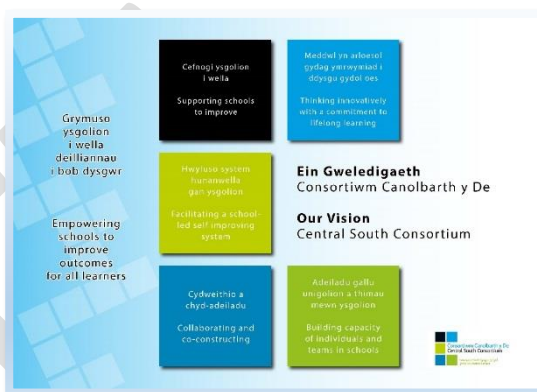 Grymuso
ysgolion
i wella
deilliannau
i bob dysgwr
Empowering
schools to
improve
outcomes
for all learners
Cefnogi ysgolion
i wella
Supporting schools
to improve
Meddwl yn arloesol
gydag ymrwymiad i
ddysgu gydol oes
Thinking innovatively
with a commitment to
lifelong learning
Hwyluso system
hunanwella
gan ysgolion
Facilitating a school-
led self improving
system
Ein Gweledigaeth
Consortiwm Canolbarth y De
Our Vision
Central South Consortium
Cydweithio a
chyd-adeiladu
Collaborating and
co-constructing
Adeiladu gallu
unigolion a thimau
mewn ysgolion
Building capacity
of individuals and
teams in schools
Consortiwm Canolbarth y De
Central South Consortium